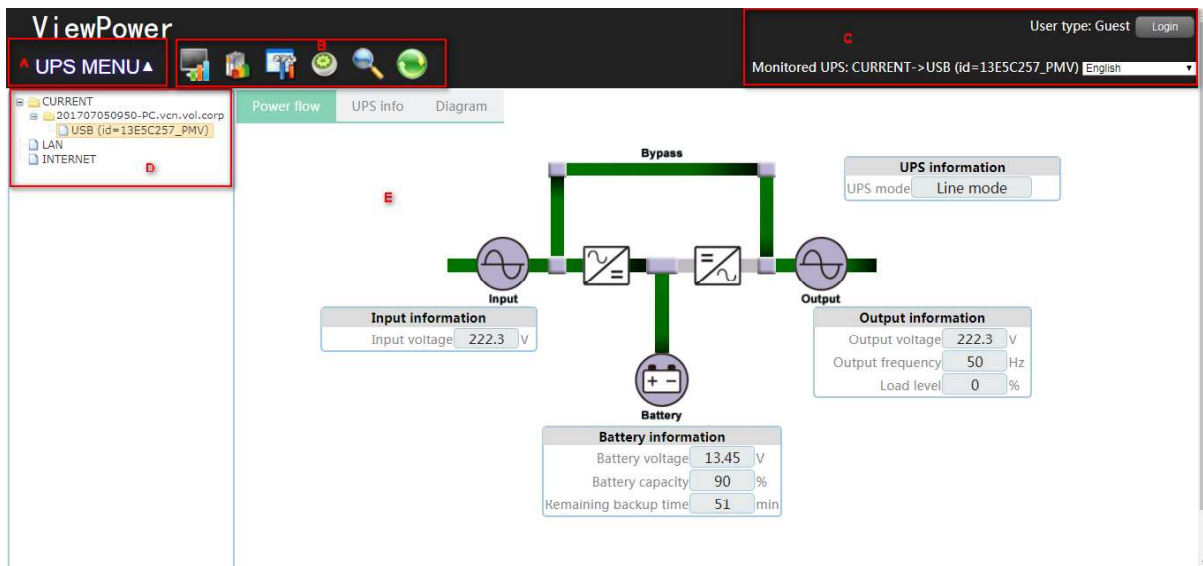 ViewPower
User type: Guest Login
A UPS MENU▲
B
C
Monitored UPS: CURRENT->USB (id=13E5C257_PMV) English
CURRENT
201707050950-PC.vcn.vol.corp
USB (id=13E5C257_PMV)
LAN
INTERNET
D
Power flow UPS info Diagram
E
Bypass
UPS information
UPS mode Line mode
Input
Output
Input information
Input voltage 222.3 V
Output information
Output voltage 222.3 V
Output frequency 50 Hz
Load level 0 %
+ −
Battery
Battery information
Battery voltage 13.45 V
Battery capacity 90 %
Remaining backup time 51 min